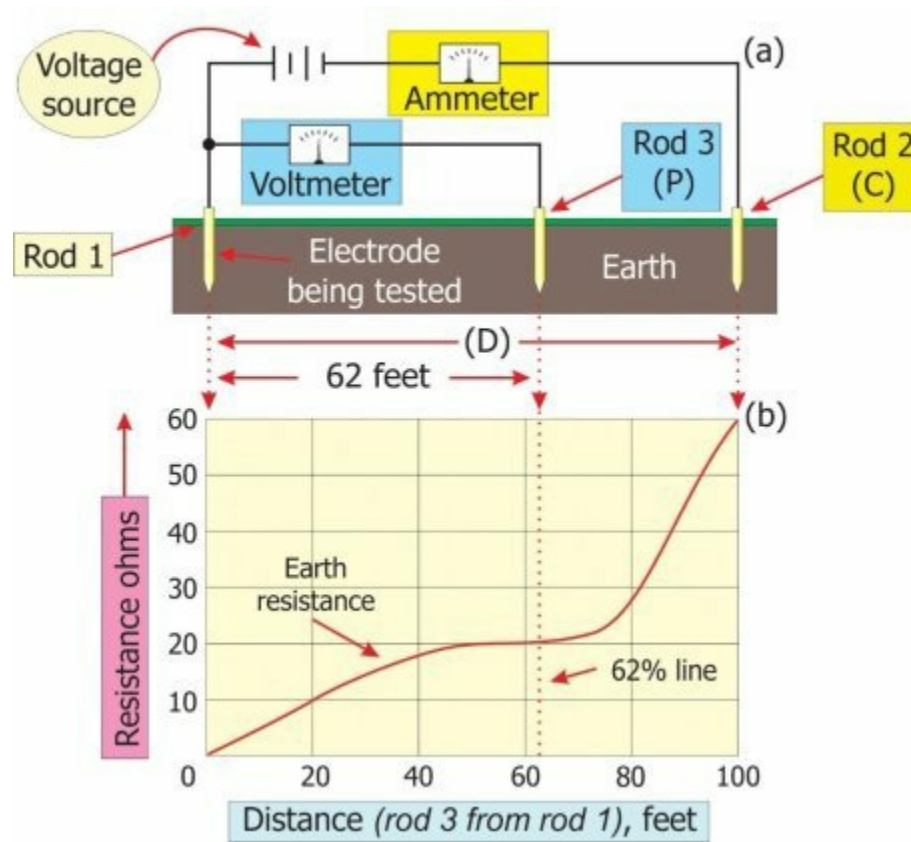 Voltage
source
(a)
Ammeter
Voltmeter
Rod 3
(P)
Rod 2
(C)
Rod 1
Electrode
being tested
Earth
(D)
62 feet
(b)
60
50
40
30
20
10
0
Resistance ohms
Earth
resistance
62% line
20
40
60
80
100
Distance (rod 3 from rod 1), feet